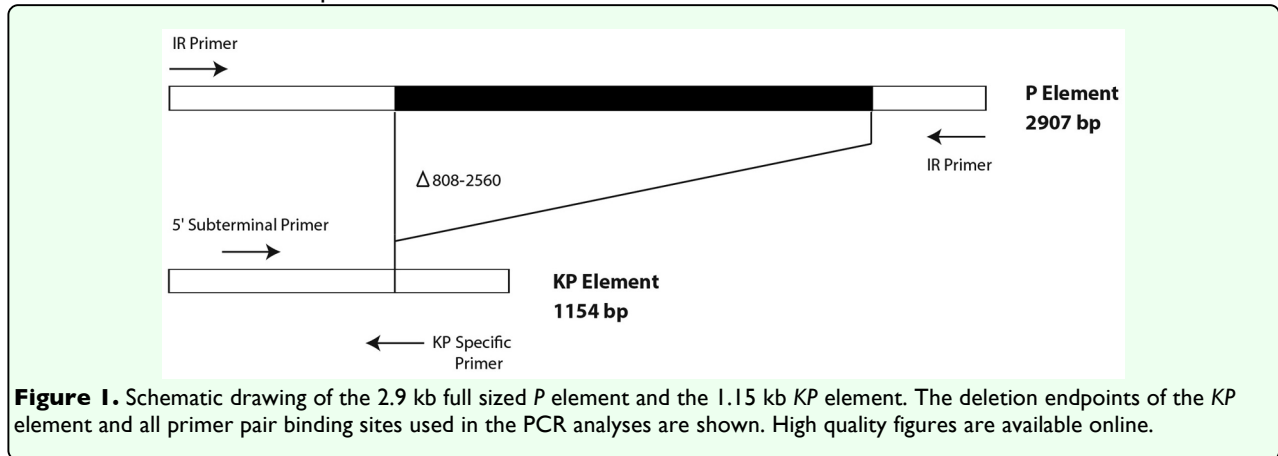 IR Primer
P Element
2907 bp
IR Primer
Δ808-2560
5' Subterminal Primer
KP Element
1154 bp
KP Specific
Primer
Figure 1. Schematic drawing of the 2.9 kb full sized P element and the 1.15 kb KP element. The deletion endpoints of the KP
element and all primer pair binding sites used in the PCR analyses are shown. High quality figures are available online.